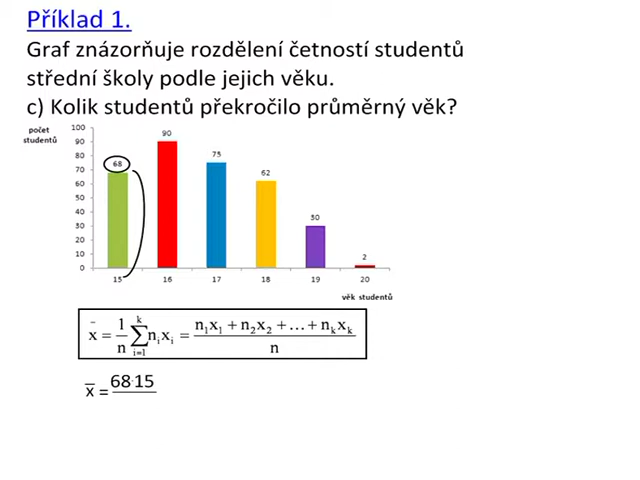 Příklad 1.
Graf znázorňuje rozdělení četností studentů
střední školy podle jejich věku.
c) Kolik studentů překročilo průměrný věk?
počet
studentů
100
90
80
70
60
50
40
30
20
10
0
68
90
75
62
30
2
15 16 17 18 19 20
věk studentů
x̄ = 1/n ∑_{i=1}^{k} nᵢxᵢ = (n₁x₁ + n₂x₂ + … + nₖxₖ)/n
x̄ = 68·15